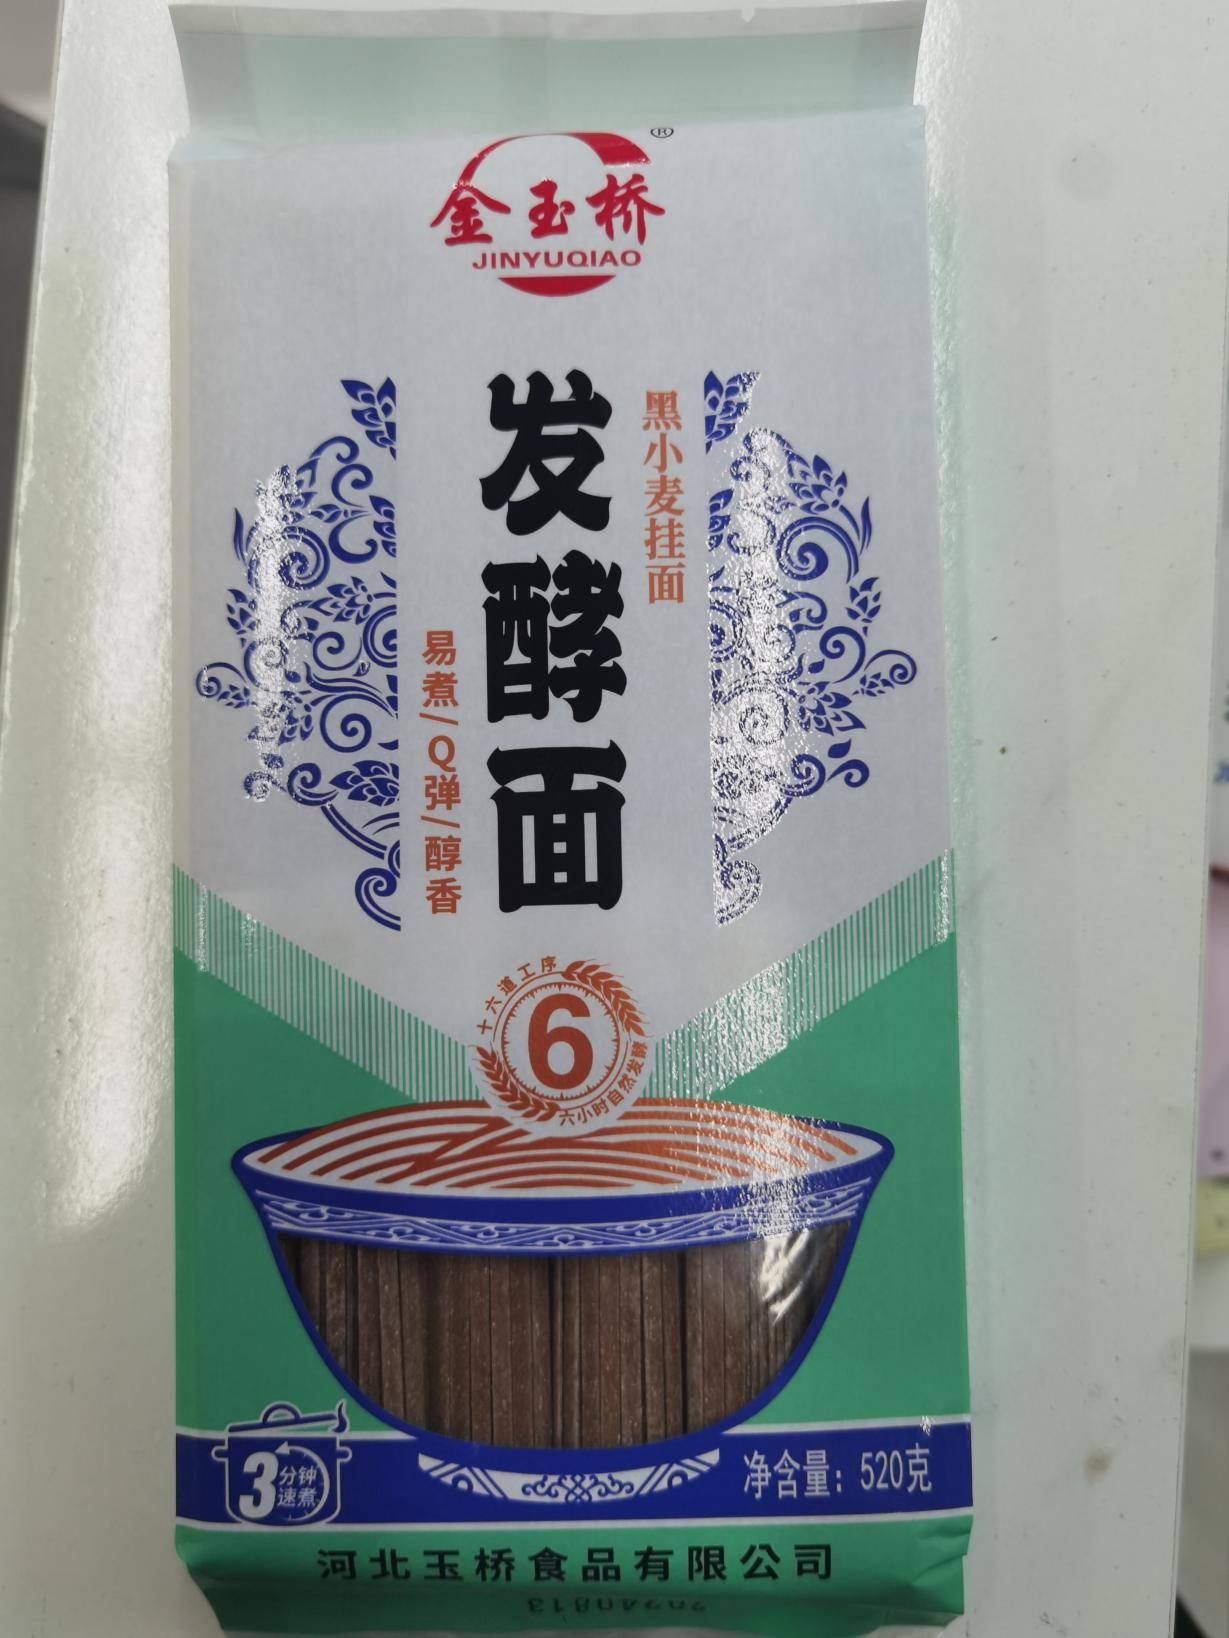 ®
金玉桥
JINYUQIAO
黑小麦挂面
发酵面
易煮/Q弹/醇香
十六道工序
6
六小时自然发酵
3分钟
速煮
净含量：520克
河北玉桥食品有限公司
20240813